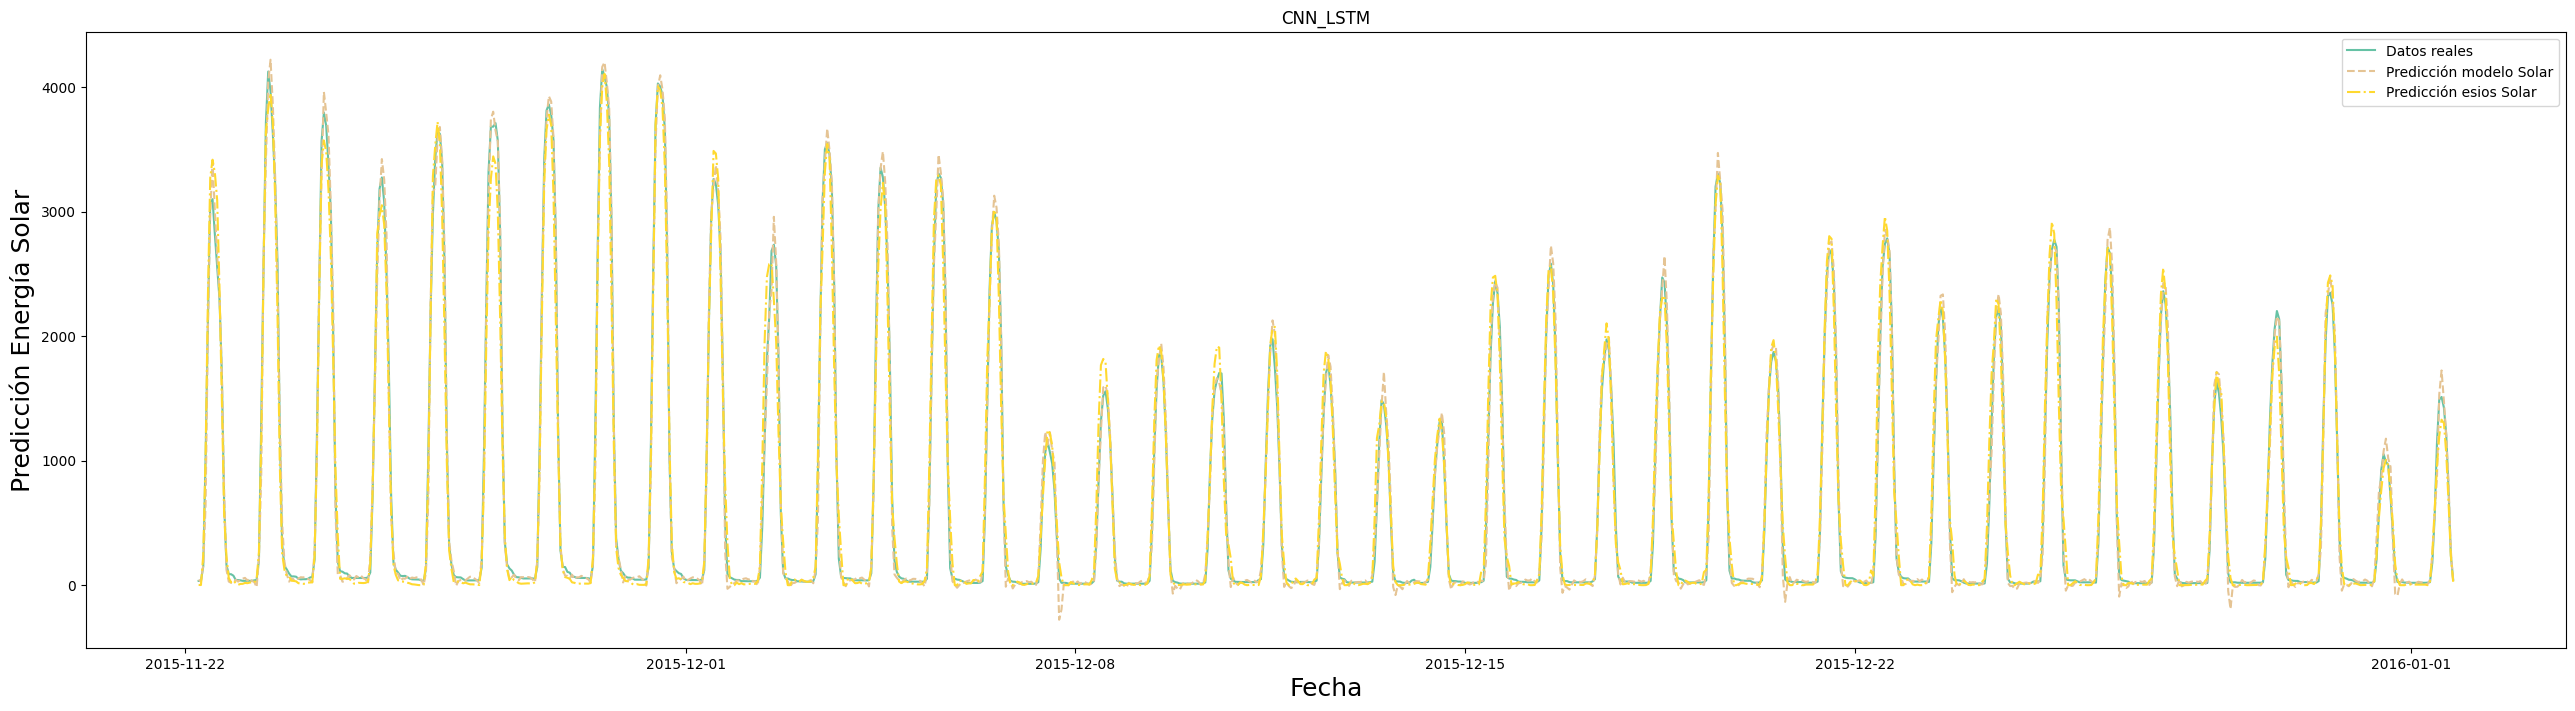 CNN_LSTM
Datos reales
Predicción modelo Solar
Predicción esios Solar
Predicción Energía Solar
4000
3000
2000
1000
0
2015-11-22
2015-12-01
2015-12-08
2015-12-15
2015-12-22
2016-01-01
Fecha